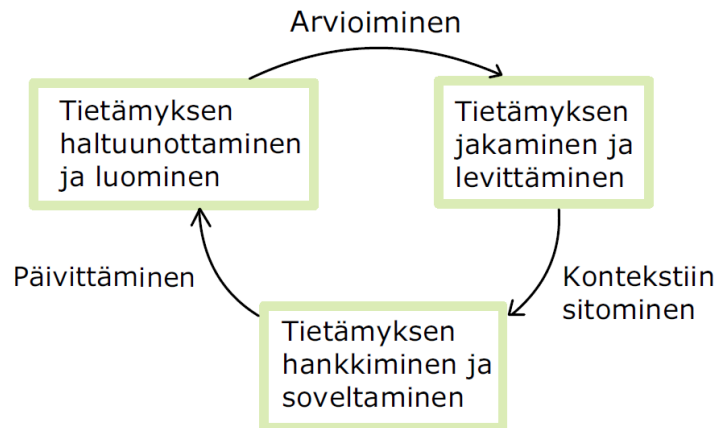 Arvioiminen
Tietämyksen
haltuunottaminen
ja luominen
Tietämyksen
jakaminen ja
levittäminen
Päivittäminen
Kontekstiin
sitominen
Tietämyksen
hankkiminen ja
soveltaminen